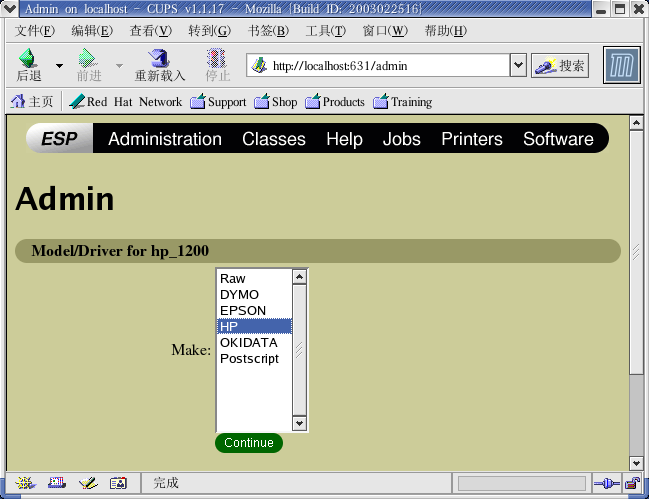 Admin on localhost - CUPS v1.1.17 - Mozilla {Build ID: 2003022516}
文件(F) 编辑(E) 查看(V) 转到(G) 书签(B) 工具(T) 窗口(W) 帮助(H)
后退 前进 重新载入 停止 http://localhost:631/admin 搜索
主页 Red Hat Network Support Shop Products Training
ESP Administration Classes Help Jobs Printers Software
Admin
Model/Driver for hp_1200
Raw
DYMO
EPSON
HP
Make: OKIDATA
Postscript
Continue
完成